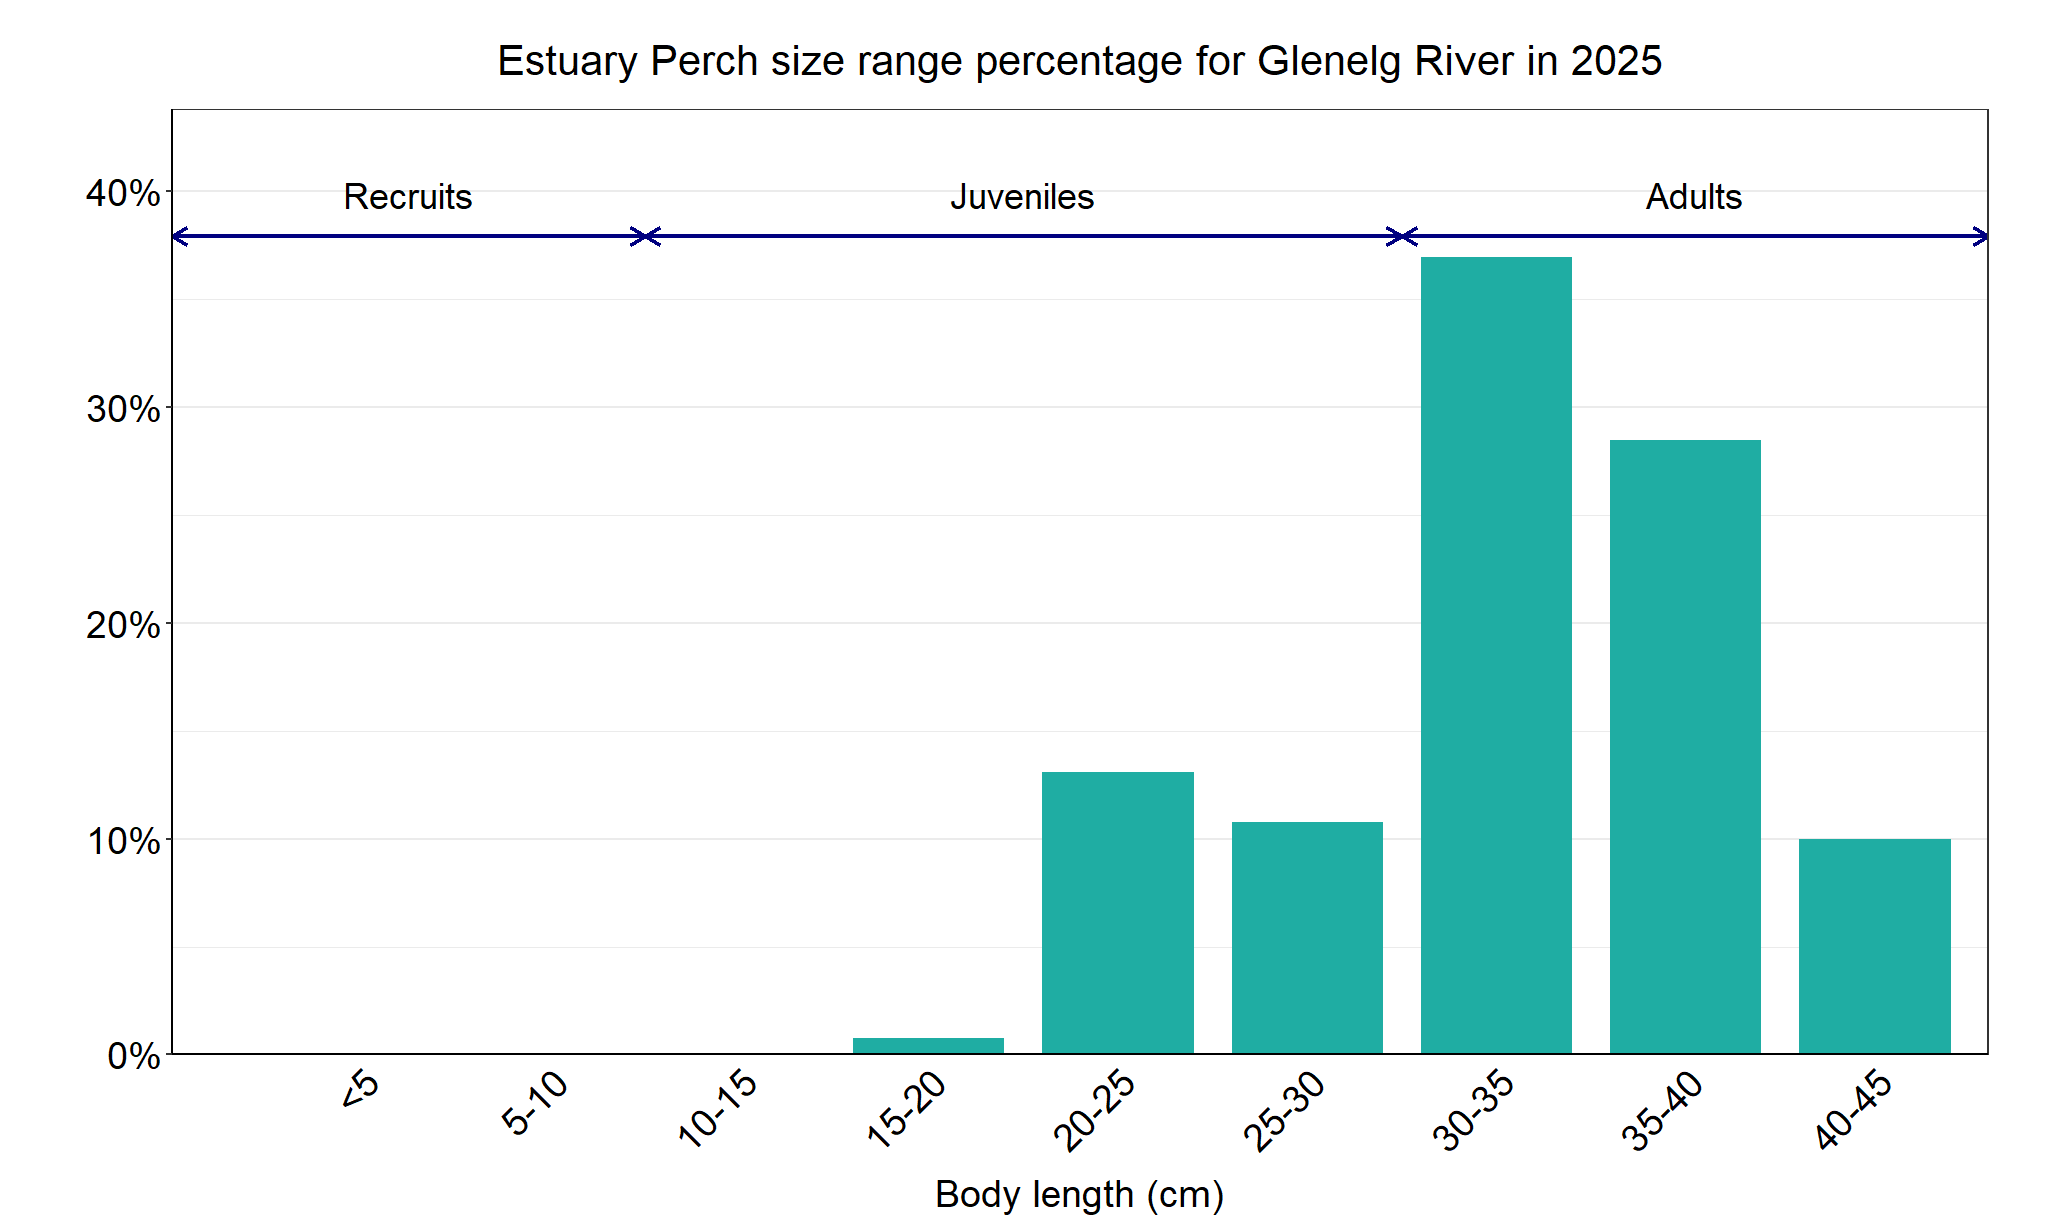 Estuary Perch size range percentage for Glenelg River in 2025
Recruits
Juveniles
Adults
40%
30%
20%
10%
0%
<5
5-10
10-15
15-20
20-25
25-30
30-35
35-40
40-45
Body length (cm)